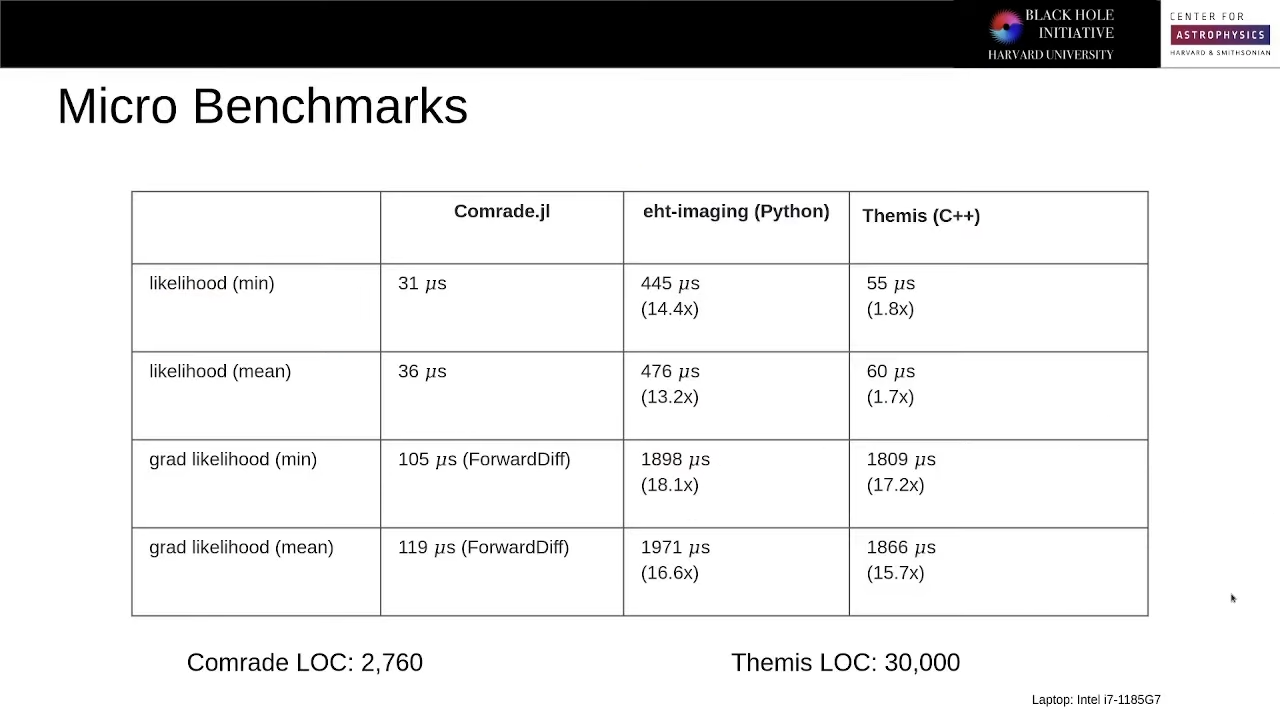 BLACK HOLE
INITIATIVE
HARVARD UNIVERSITY
CENTER FOR
ASTROPHYSICS
HARVARD & SMITHSONIAN
Micro Benchmarks
Comrade.jl
eht-imaging (Python)
Themis (C++)
likelihood (min)
31 μs
445 μs
(14.4x)
55 μs
(1.8x)
likelihood (mean)
36 μs
476 μs
(13.2x)
60 μs
(1.7x)
grad likelihood (min)
105 μs (ForwardDiff)
1898 μs
(18.1x)
1809 μs
(17.2x)
grad likelihood (mean)
119 μs (ForwardDiff)
1971 μs
(16.6x)
1866 μs
(15.7x)
Comrade LOC: 2,760
Themis LOC: 30,000
Laptop: Intel i7-1185G7